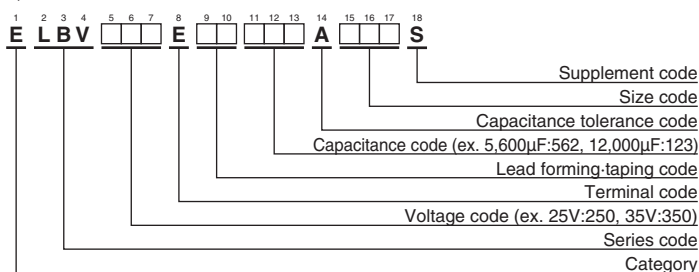 1 2 3 4 5 6 7 8 9 10 11 12 13 14 15 16 17 18
E L B V □□□ E □□ □□□ A □□□ S
Supplement code
Size code
Capacitance tolerance code
Capacitance code (ex. 5,600µF:562, 12,000µF:123)
Lead forming·taping code
Terminal code
Voltage code (ex. 25V:250, 35V:350)
Series code
Category